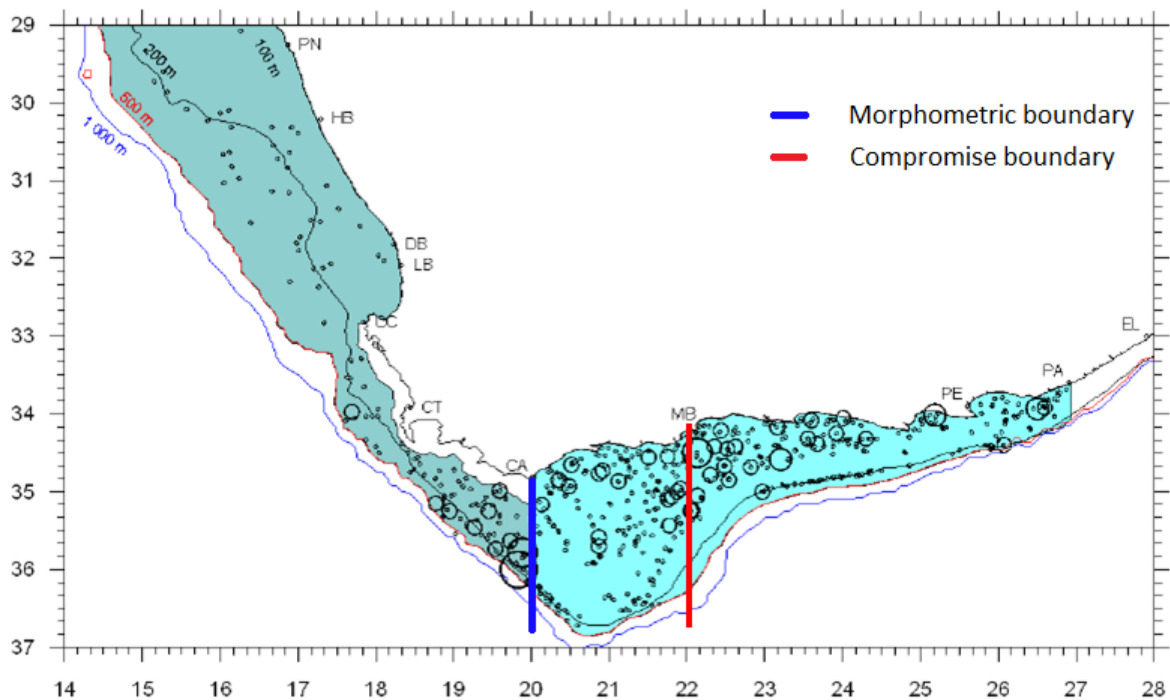 29
30
31
32
33
34
35
36
37
14 15 16 17 18 19 20 21 22 23 24 25 26 27 28
PN
100 m
200 m
500 m
1 000 m
HB
Morphometric boundary
Compromise boundary
DB
LB
CT
CA
MB
PE
PA
EL